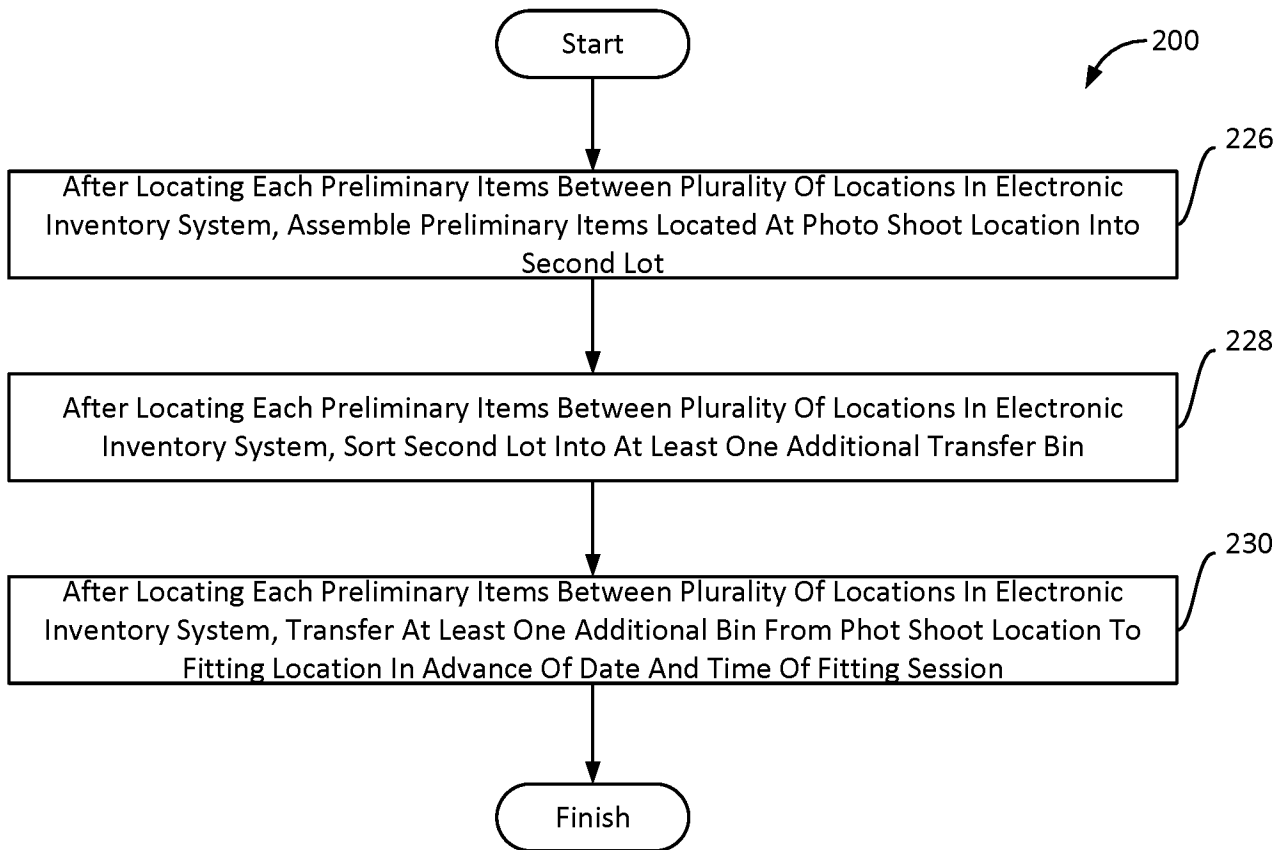 Start
200
226
After Locating Each Preliminary Items Between Plurality Of Locations In Electronic
Inventory System, Assemble Preliminary Items Located At Photo Shoot Location Into
Second Lot
228
After Locating Each Preliminary Items Between Plurality Of Locations In Electronic
Inventory System, Sort Second Lot Into At Least One Additional Transfer Bin
230
After Locating Each Preliminary Items Between Plurality Of Locations In Electronic
Inventory System, Transfer At Least One Additional Bin From Phot Shoot Location To
Fitting Location In Advance Of Date And Time Of Fitting Session
Finish